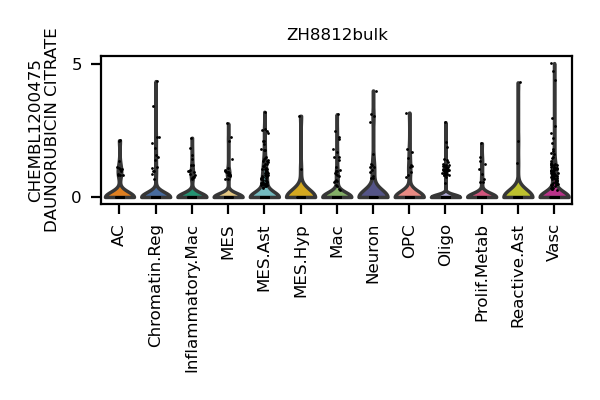 ZH8812bulk
CHEMBL1200475
DAUNORUBICIN CITRATE
5
0
AC
Chromatin.Reg
Inflammatory.Mac
MES
MES.Ast
MES.Hyp
Mac
Neuron
OPC
Oligo
Prolif.Metab
Reactive.Ast
Vasc